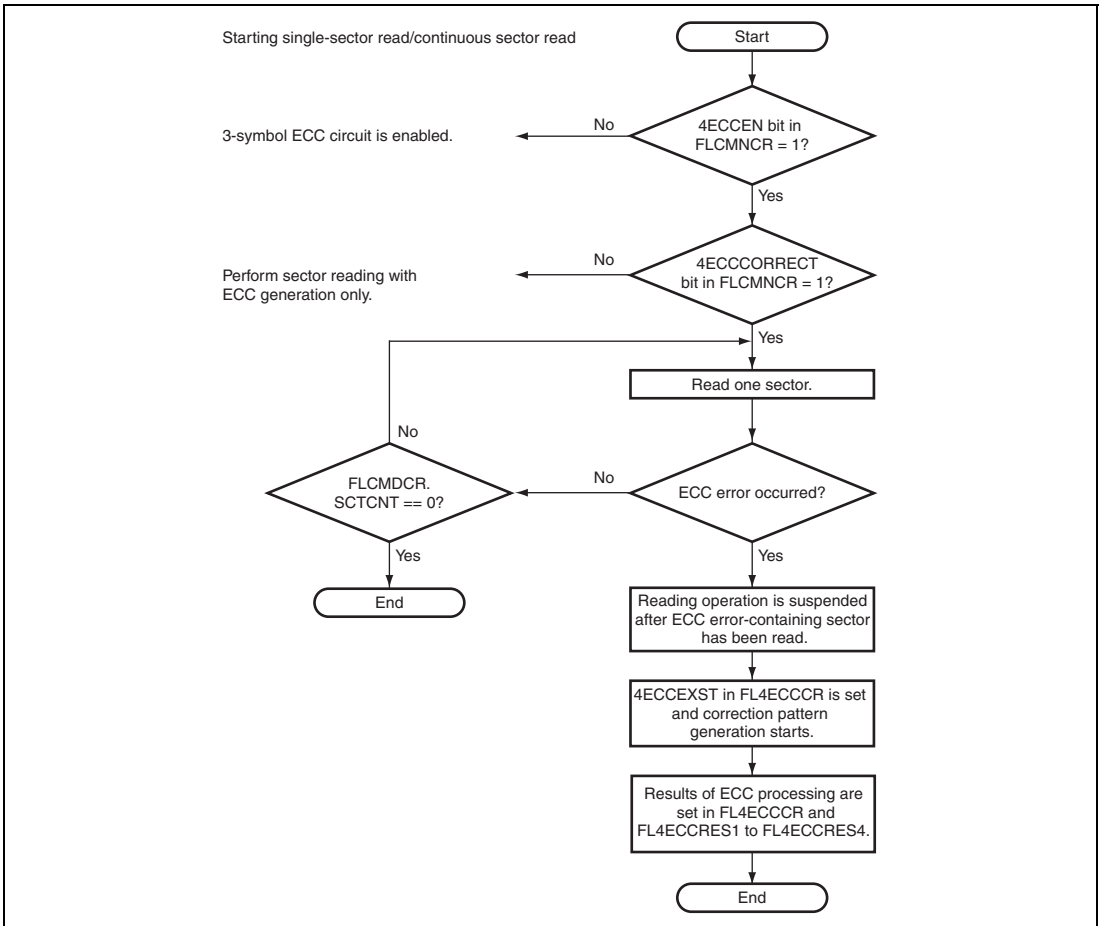 Starting single-sector read/continuous sector read
Start
3-symbol ECC circuit is enabled.
No
4ECCEN bit in
FLCMNCR = 1?
Yes
Perform sector reading with
ECC generation only.
No
4ECCCORRECT
bit in FLCMNCR = 1?
Yes
Read one sector.
No
FLCMDCR.
SCTCNT == 0?
No
ECC error occurred?
Yes
Yes
End
Reading operation is suspended
after ECC error-containing sector
has been read.
4ECCEXST in FL4ECCCR is set
and correction pattern
generation starts.
Results of ECC processing are
set in FL4ECCCR and
FL4ECCRES1 to FL4ECCRES4.
End